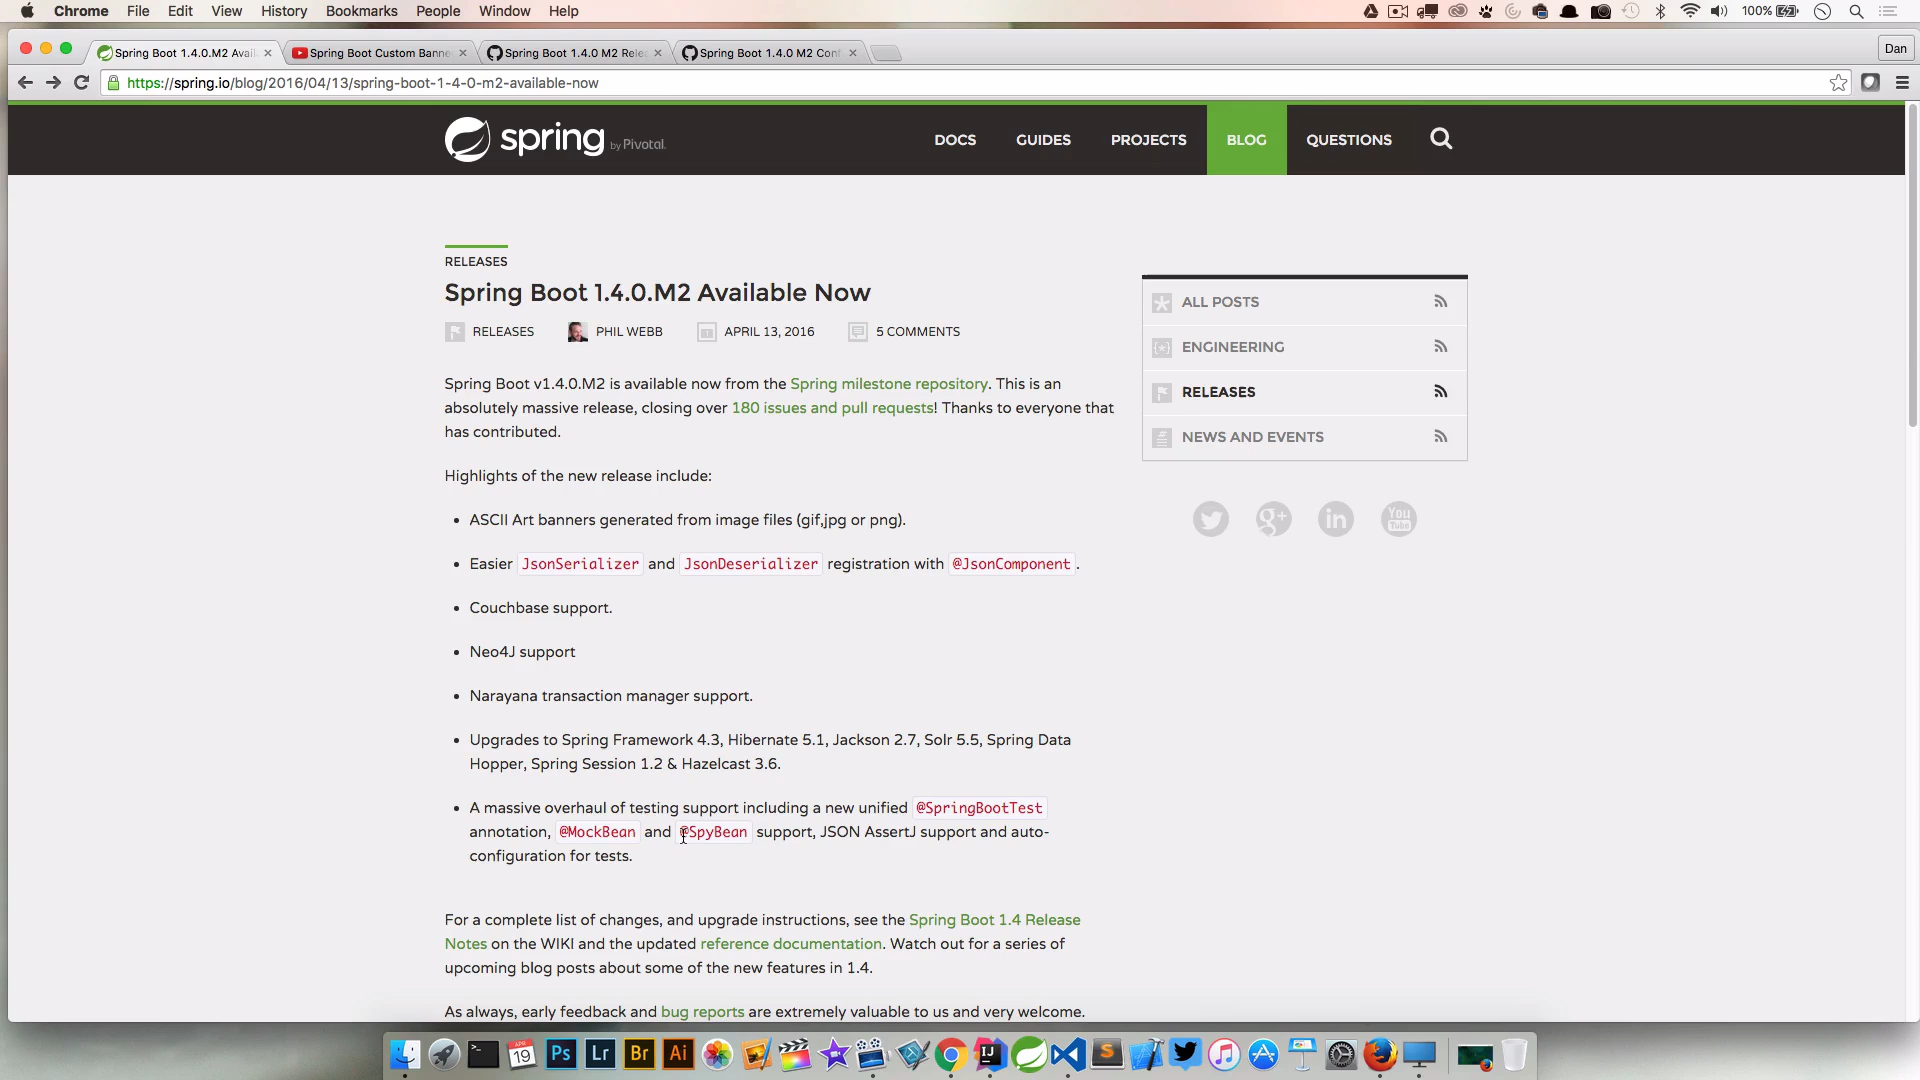 Chrome File Edit View History Bookmarks People Window Help 100%
Spring Boot 1.4.0.M2 Avai Spring Boot Custom Banne Spring Boot 1.4.0 M2 Rele Spring Boot 1.4.0 M2 Con Dan
https://spring.io/blog/2016/04/13/spring-boot-1-4-0-m2-available-now
spring by Pivotal. DOCS GUIDES PROJECTS BLOG QUESTIONS
RELEASES
Spring Boot 1.4.0.M2 Available Now
RELEASES PHIL WEBB APRIL 13, 2016 5 COMMENTS
Spring Boot v1.4.0.M2 is available now from the Spring milestone repository. This is an
absolutely massive release, closing over 180 issues and pull requests! Thanks to everyone that
has contributed.
Highlights of the new release include:
• ASCII Art banners generated from image files (gif,jpg or png).
• Easier JsonSerializer and JsonDeserializer registration with @JsonComponent.
• Couchbase support.
• Neo4J support
• Narayana transaction manager support.
• Upgrades to Spring Framework 4.3, Hibernate 5.1, Jackson 2.7, Solr 5.5, Spring Data
Hopper, Spring Session 1.2 & Hazelcast 3.6.
• A massive overhaul of testing support including a new unified @SpringBootTest
annotation, @MockBean and @SpyBean support, JSON AssertJ support and auto-
configuration for tests.
For a complete list of changes, and upgrade instructions, see the Spring Boot 1.4 Release
Notes on the WIKI and the updated reference documentation. Watch out for a series of
upcoming blog posts about some of the new features in 1.4.
As always, early feedback and bug reports are extremely valuable to us and very welcome.
ALL POSTS
ENGINEERING
RELEASES
NEWS AND EVENTS
g+ in You Tube
APR 19 Ps Lr Br Ai IJ S